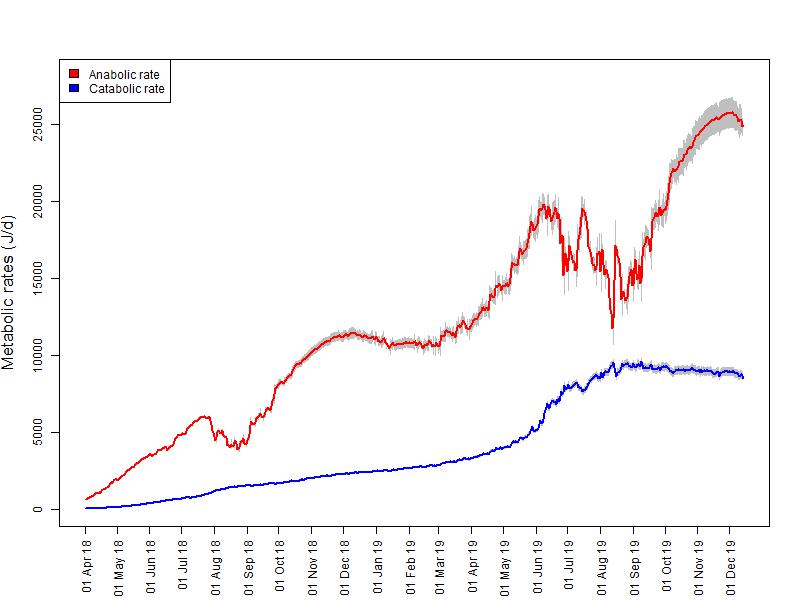 Anabolic rate
Catabolic rate
Metabolic rates (J/d)
25000
20000
15000
10000
5000
0
01 Apr 18
01 May 18
01 Jun 18
01 Jul 18
01 Aug 18
01 Sep 18
01 Oct 18
01 Nov 18
01 Dec 18
01 Jan 19
01 Feb 19
01 Mar 19
01 Apr 19
01 May 19
01 Jun 19
01 Jul 19
01 Aug 19
01 Sep 19
01 Oct 19
01 Nov 19
01 Dec 19